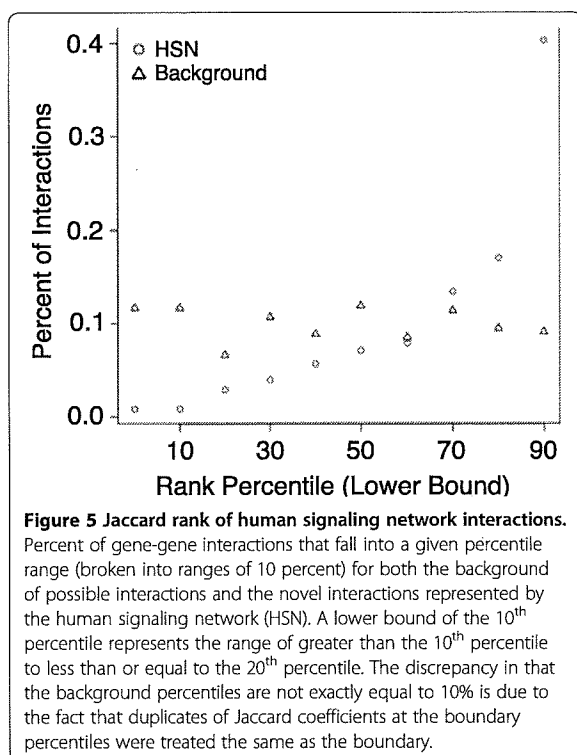 0.4
0.3
0.2
0.1
0.0
Percent of Interactions
HSN
Background
10 30 50 70 90
Rank Percentile (Lower Bound)
Figure 5 Jaccard rank of human signaling network interactions.
Percent of gene-gene interactions that fall into a given percentile
range (broken into ranges of 10 percent) for both the background
of possible interactions and the novel interactions represented by
the human signaling network (HSN). A lower bound of the 10th
percentile represents the range of greater than the 10th percentile
to less than or equal to the 20th percentile. The discrepancy in that
the background percentiles are not exactly equal to 10% is due to
the fact that duplicates of Jaccard coefficients at the boundary
percentiles were treated the same as the boundary.